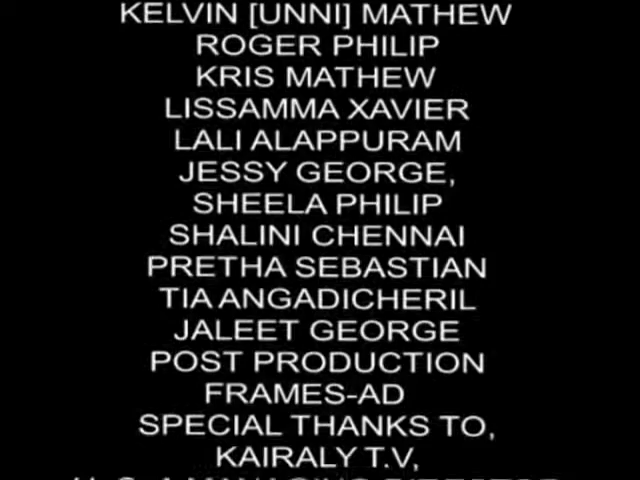 KELVIN [UNNI] MATHEW
ROGER PHILIP
KRIS MATHEW
LISSAMMA XAVIER
LALI ALAPPURAM
JESSY GEORGE,
SHEELA PHILIP
SHALINI CHENNAI
PRETHA SEBASTIAN
TIA ANGADICHERIL
JALEET GEORGE
POST PRODUCTION
FRAMES-AD
SPECIAL THANKS TO,
KAIRALY T.V,